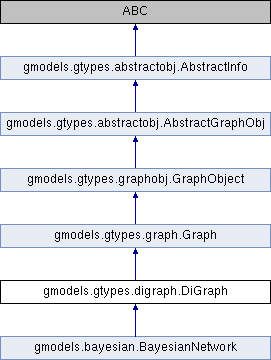 ABC
gmodels.gtypes.abstractobj.AbstractInfo
gmodels.gtypes.abstractobj.AbstractGraphObj
gmodels.gtypes.graphobj.GraphObject
gmodels.gtypes.graph.Graph
gmodels.gtypes.digraph.DiGraph
gmodels.bayesian.BayesianNetwork